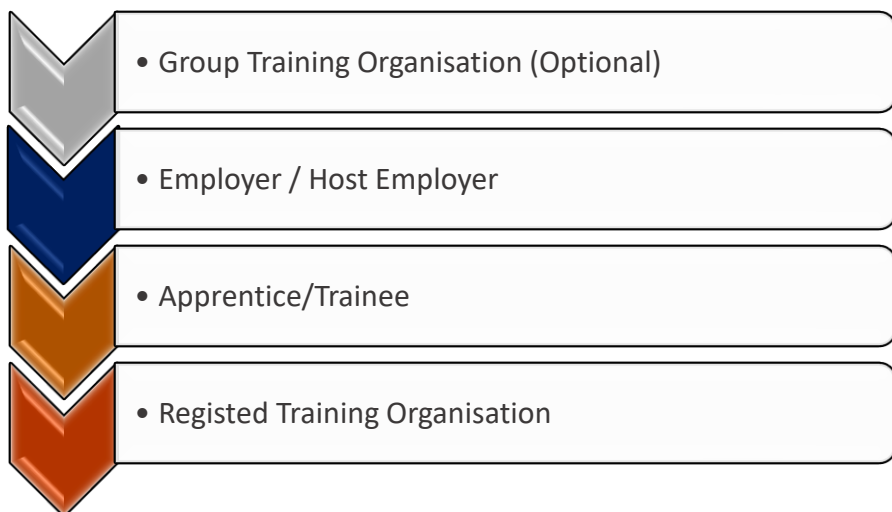 • Group Training Organisation (Optional)
• Employer / Host Employer
• Apprentice/Trainee
• Registed Training Organisation